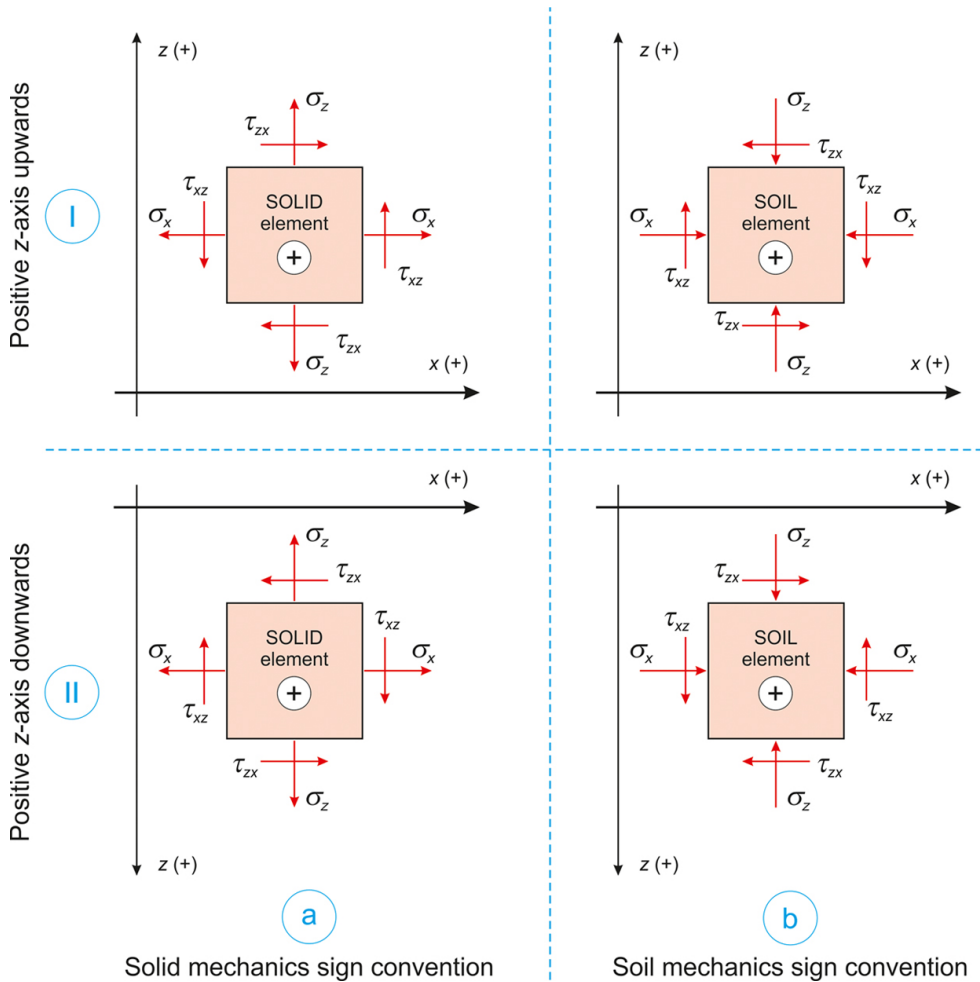 Positive z-axis upwards
I
z (+)
σz
τzx
τxz
σx
SOLID
element
+
σx
τxz
τzx
σz
x (+)
z (+)
σz
τzx
τxz
σx
SOIL
element
+
σx
τxz
τzx
σz
x (+)
Positive z-axis downwards
II
x (+)
σz
τzx
τxz
σx
SOLID
element
+
σx
τxz
τzx
σz
z (+)
x (+)
σz
τzx
τxz
σx
SOIL
element
+
σx
τxz
τzx
σz
z (+)
a
Solid mechanics sign convention
b
Soil mechanics sign convention